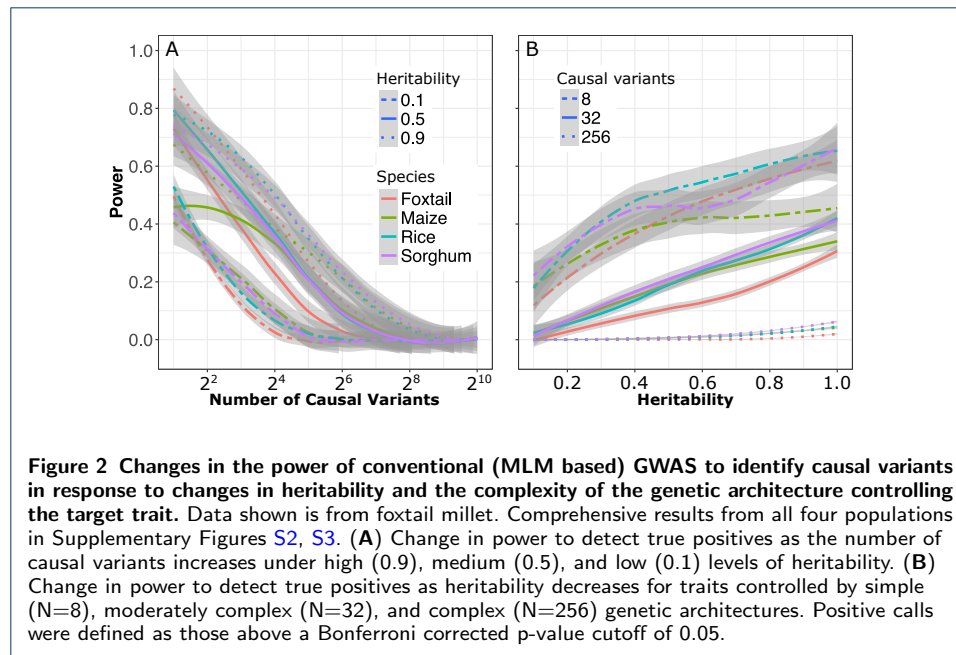 A
B
1.0
0.8
0.6
0.4
0.2
0.0
Power
Heritability
0.1
0.5
0.9
Species
Foxtail
Maize
Rice
Sorghum
2^2
2^4
2^6
2^8
2^10
Number of Causal Variants
Causal variants
8
32
256
0.2
0.4
0.6
0.8
1.0
Heritability
Figure 2 Changes in the power of conventional (MLM based) GWAS to identify causal variants
in response to changes in heritability and the complexity of the genetic architecture controlling
the target trait. Data shown is from foxtail millet. Comprehensive results from all four populations
in Supplementary Figures S2, S3. (A) Change in power to detect true positives as the number of
causal variants increases under high (0.9), medium (0.5), and low (0.1) levels of heritability. (B)
Change in power to detect true positives as heritability decreases for traits controlled by simple
(N=8), moderately complex (N=32), and complex (N=256) genetic architectures. Positive calls
were defined as those above a Bonferroni corrected p-value cutoff of 0.05.